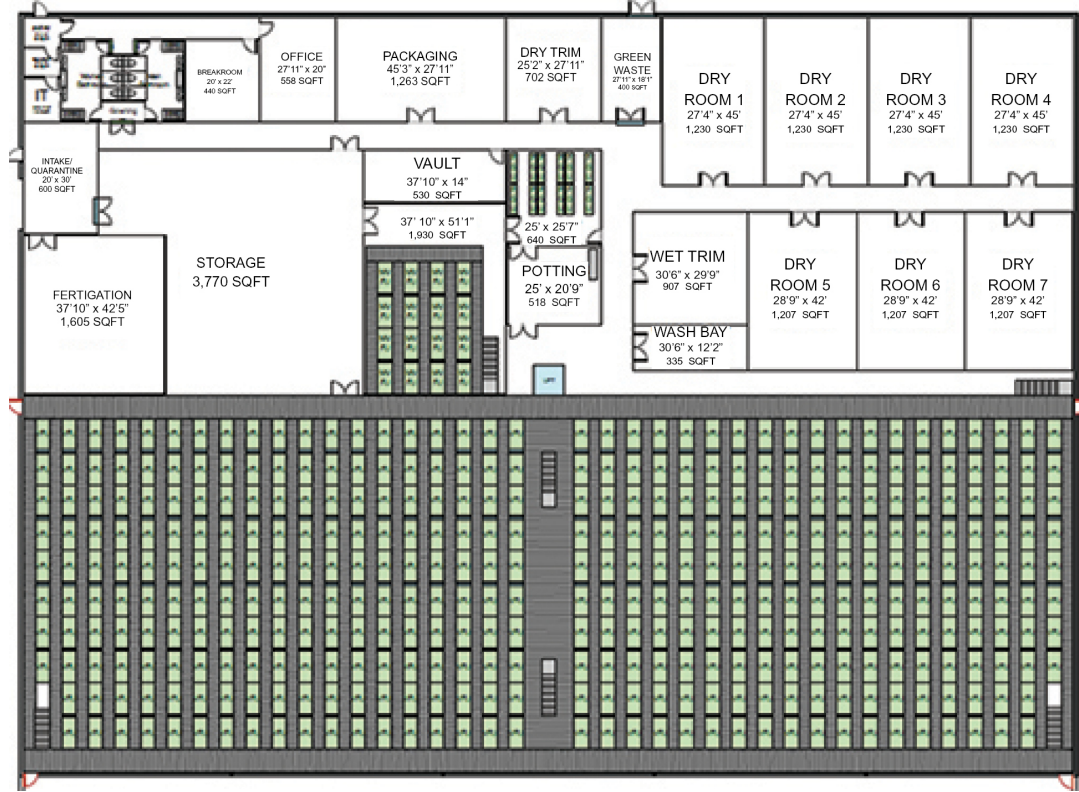 OFFICE
27'11" x 20"
558 SQFT
PACKAGING
45'3" x 27'11"
1,263 SQFT
DRY TRIM
25'2" x 27'11"
702 SQFT
GREEN
WASTE
27'11" x 18'1"
400 SQFT
BREAKROOM
20' x 22'
440 SQFT
DRY
ROOM 1
27'4" x 45'
1,230 SQFT
DRY
ROOM 2
27'4" x 45'
1,230 SQFT
DRY
ROOM 3
27'4" x 45'
1,230 SQFT
DRY
ROOM 4
27'4" x 45'
1,230 SQFT
INTAKE/
QUARANTINE
20' x 30'
600 SQFT
VAULT
37'10" x 14"
530 SQFT
37' 10" x 51'1"
1,930 SQFT
25' x 25'7"
640 SQFT
POTTING
25' x 20'9"
518 SQFT
STORAGE
3,770 SQFT
FERTIGATION
37'10" x 42'5"
1,605 SQFT
WET TRIM
30'6" x 29'9"
907 SQFT
WASH BAY
30'6" x 12'2"
335 SQFT
DRY
ROOM 5
28'9" x 42'
1,207 SQFT
DRY
ROOM 6
28'9" x 42'
1,207 SQFT
DRY
ROOM 7
28'9" x 42'
1,207 SQFT
LIFT